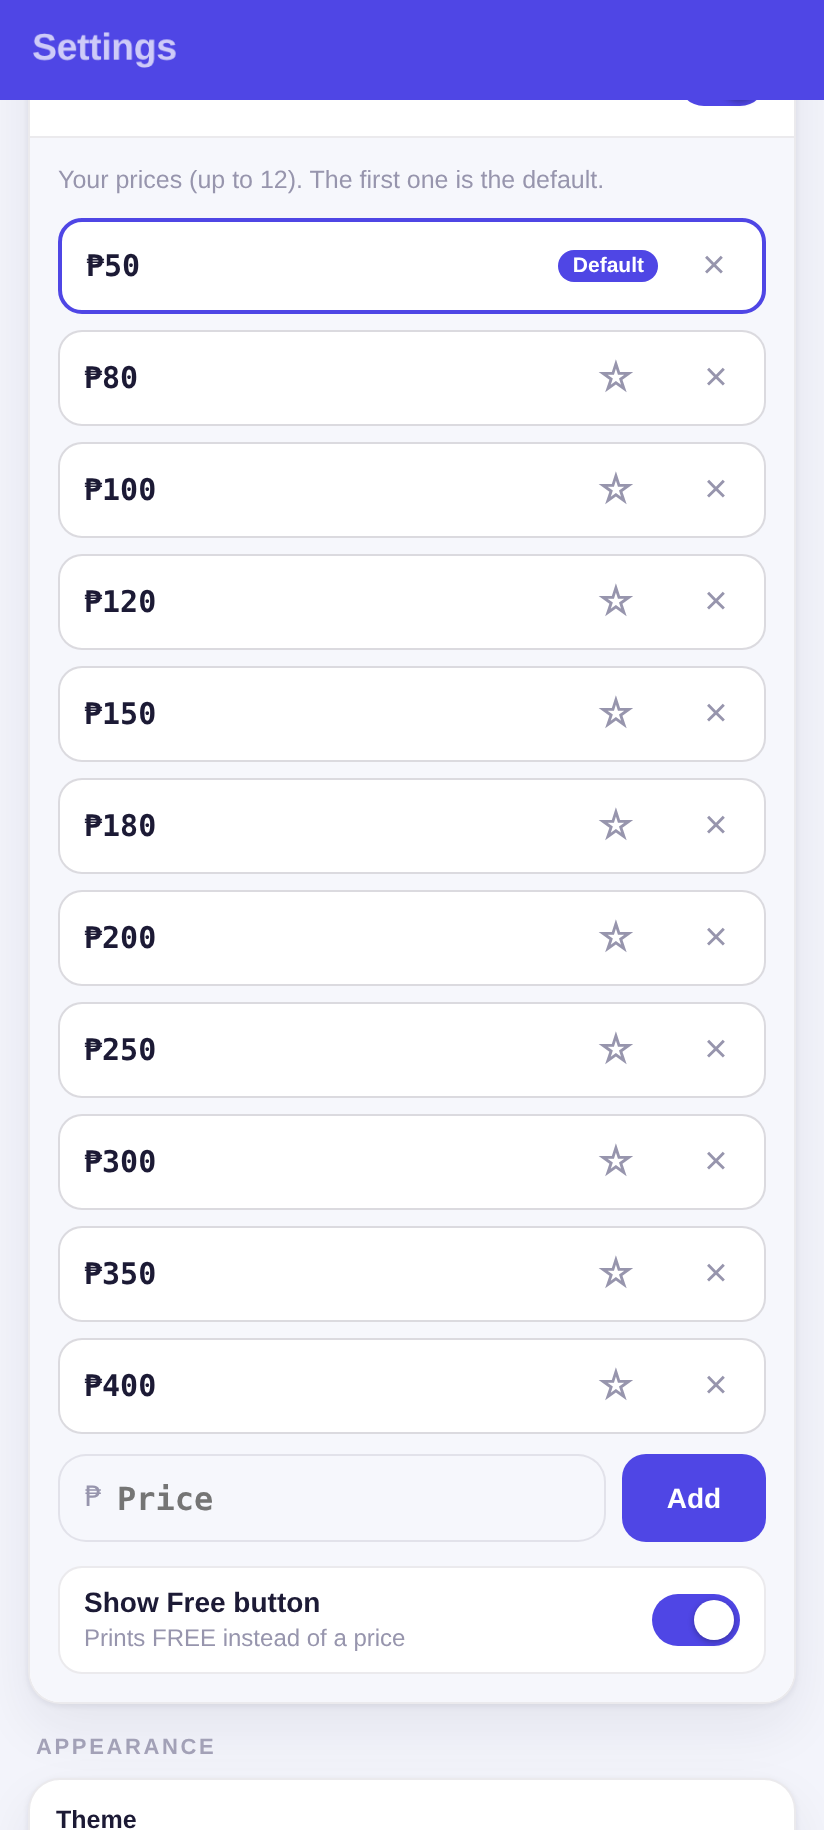 Settings
Your prices (up to 12). The first one is the default.
₱50 Default ✕
₱80 ☆ ✕
₱100 ☆ ✕
₱120 ☆ ✕
₱150 ☆ ✕
₱180 ☆ ✕
₱200 ☆ ✕
₱250 ☆ ✕
₱300 ☆ ✕
₱350 ☆ ✕
₱400 ☆ ✕
₱ Price Add
Show Free button
Prints FREE instead of a price
APPEARANCE
Theme